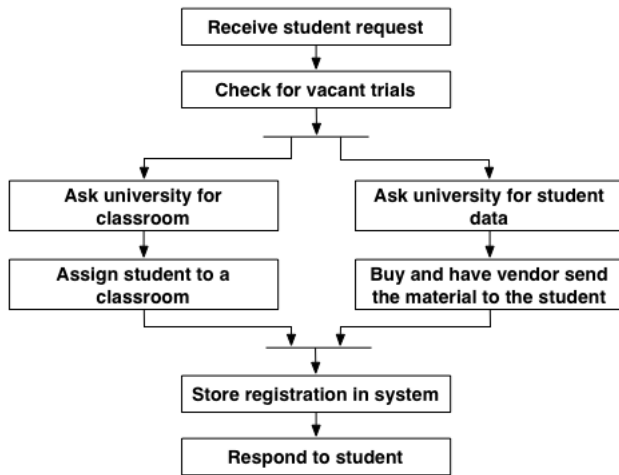 Receive student request
Check for vacant trials
Ask university for
classroom
Ask university for student
data
Assign student to a
classroom
Buy and have vendor send
the material to the student
Store registration in system
Respond to student